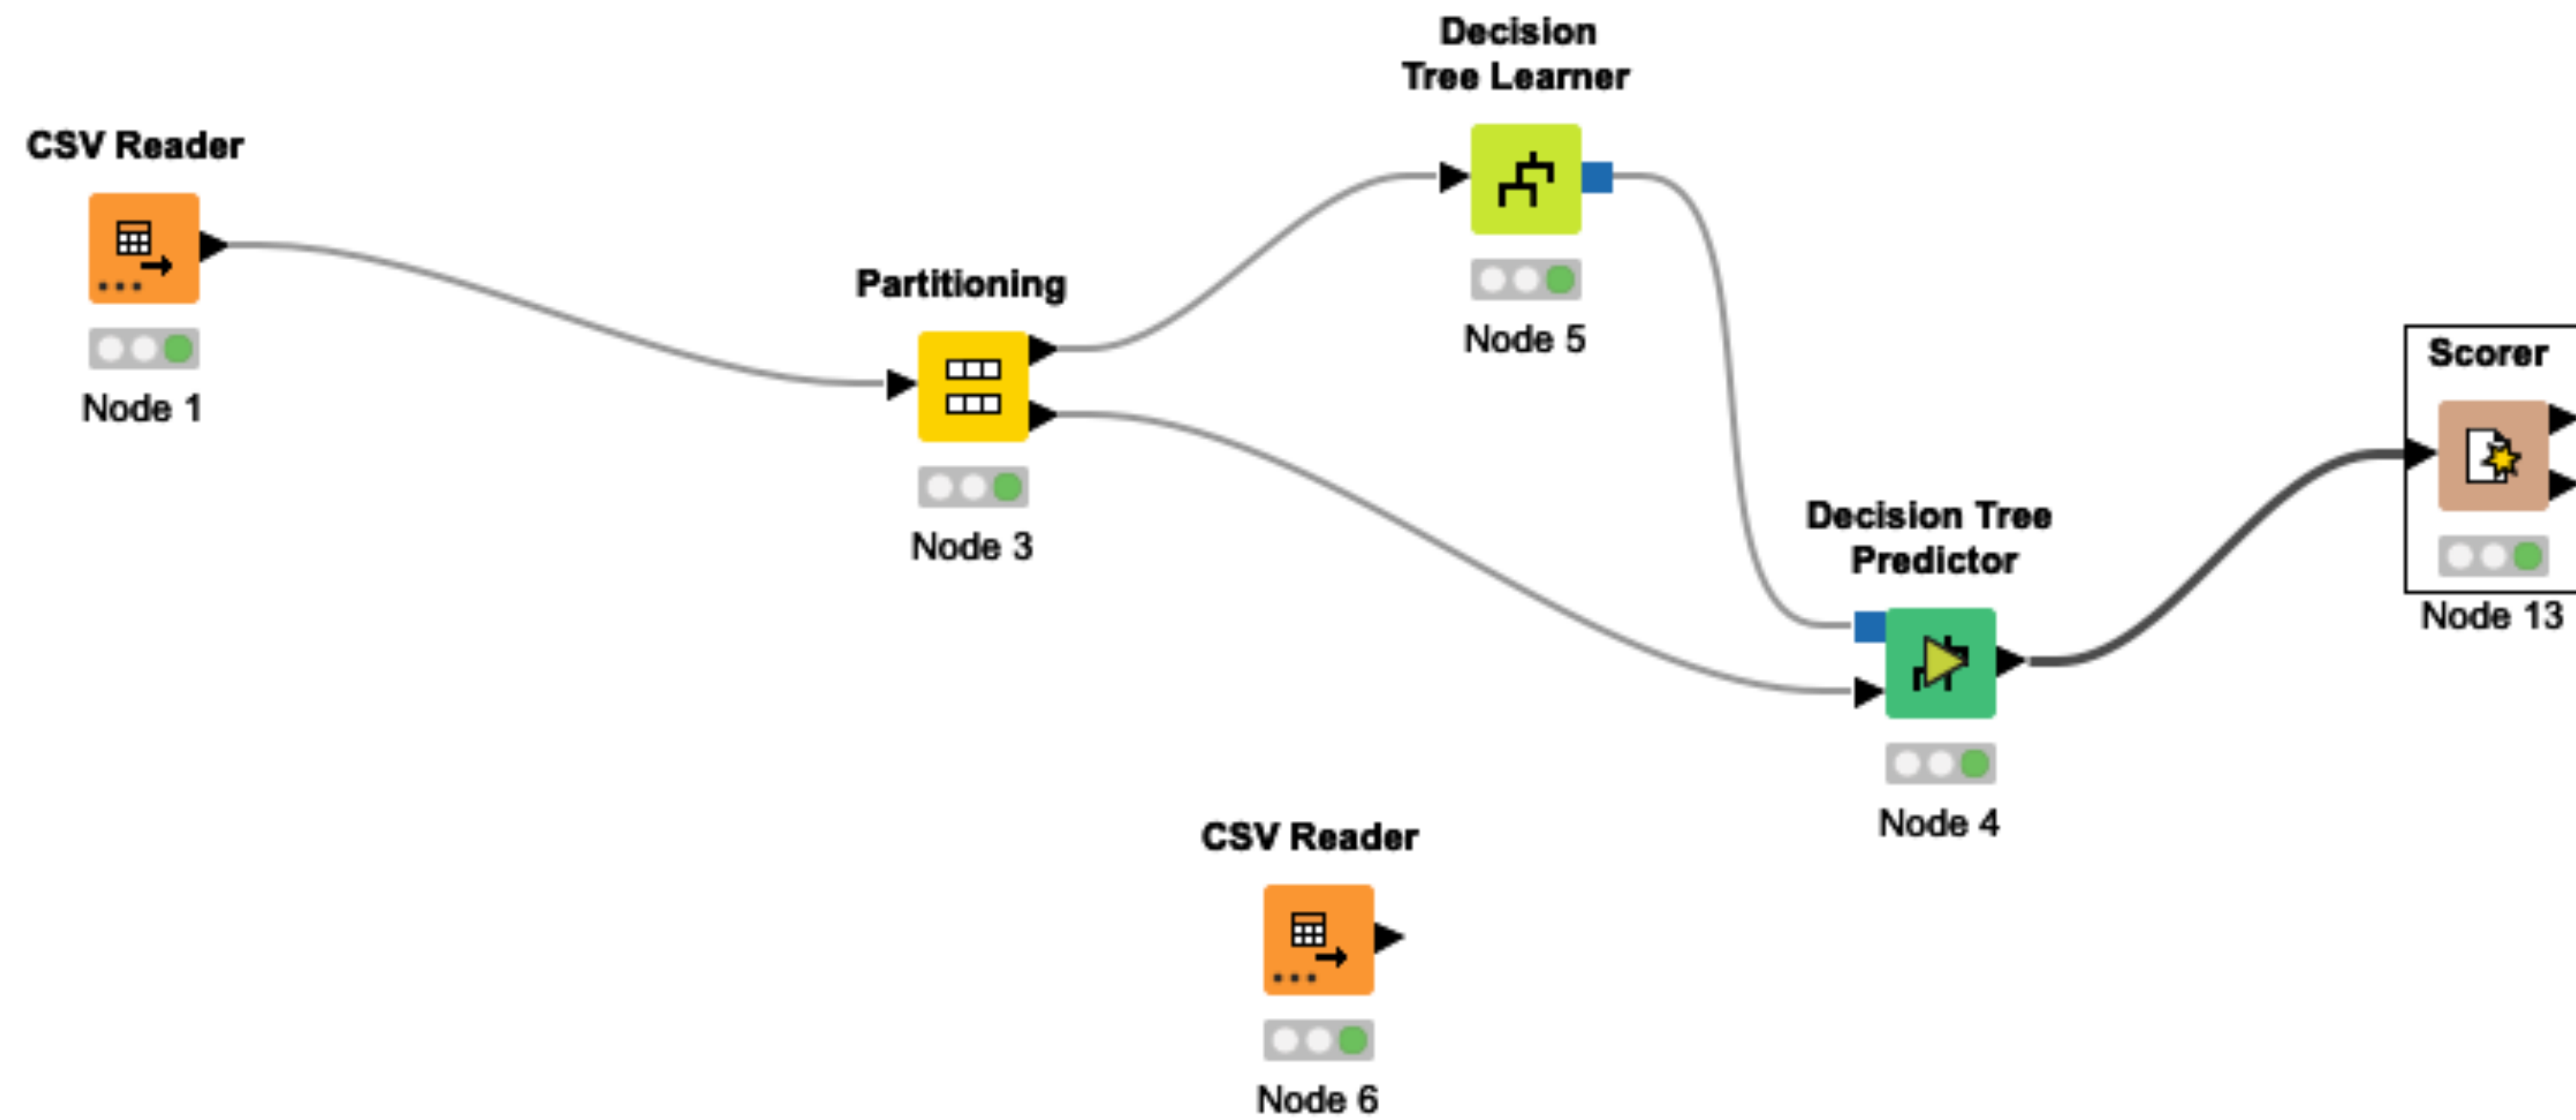 Decision
Tree Learner
CSV Reader
Partitioning
Node 5
Scorer
Node 1
Node 3
Decision Tree
Predictor
Node 13
Node 4
CSV Reader
Node 6